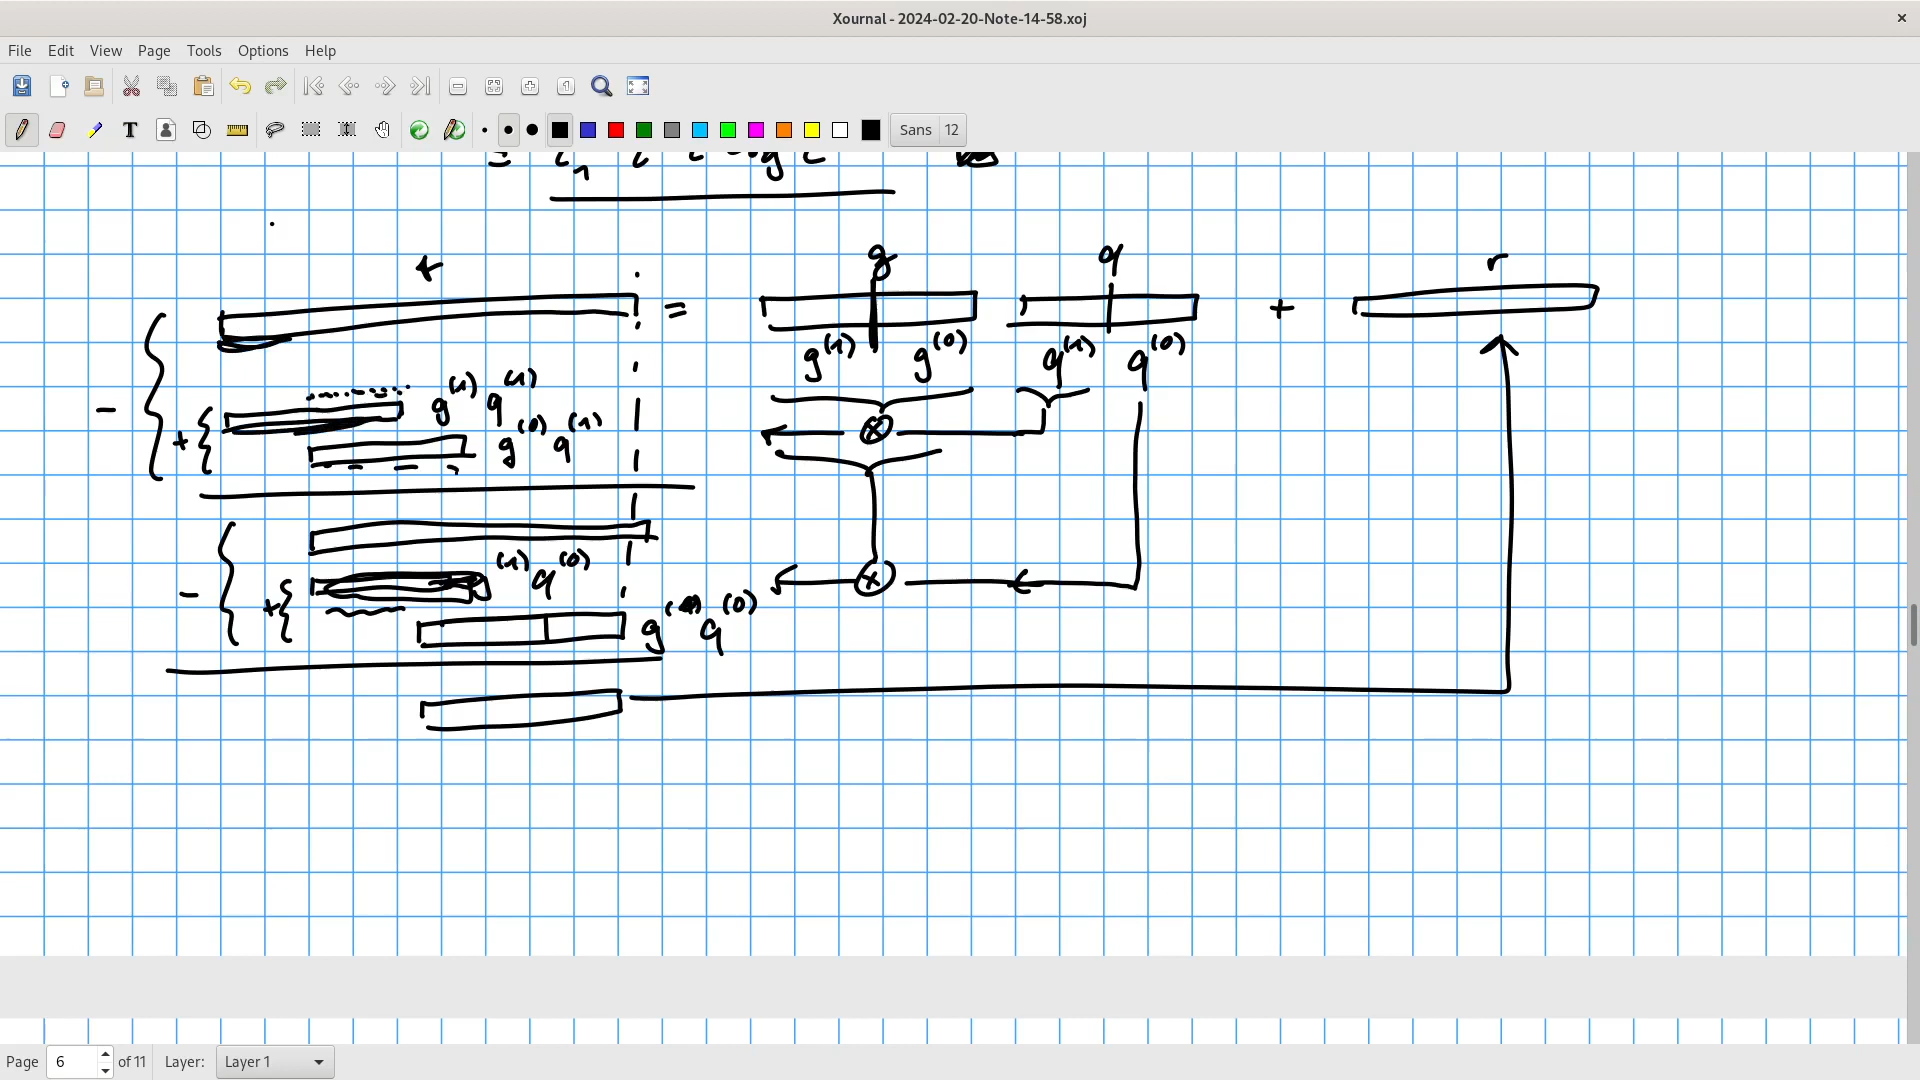 Xournal - 2024-02-20-Note-14-58.xoj
File Edit View Page Tools Options Help
Sans 12
g q r
= +
g^(1) g^(0) q^(1) q^(0)
g^(1) q^(1)
- + g^(0) q^(1)
^(1) q^(0)
- +
g q^(0)
Page 6 of 11 Layer: Layer 1